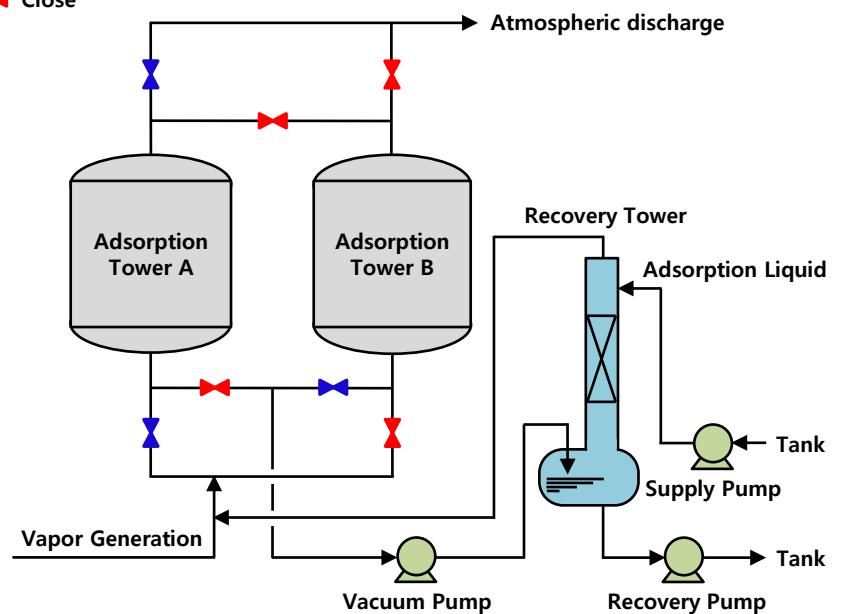 Close
Atmospheric discharge
Recovery Tower
Adsorption
Tower A
Adsorption
Tower B
Adsorption Liquid
Tank
Supply Pump
Vapor Generation
Tank
Vacuum Pump
Recovery Pump